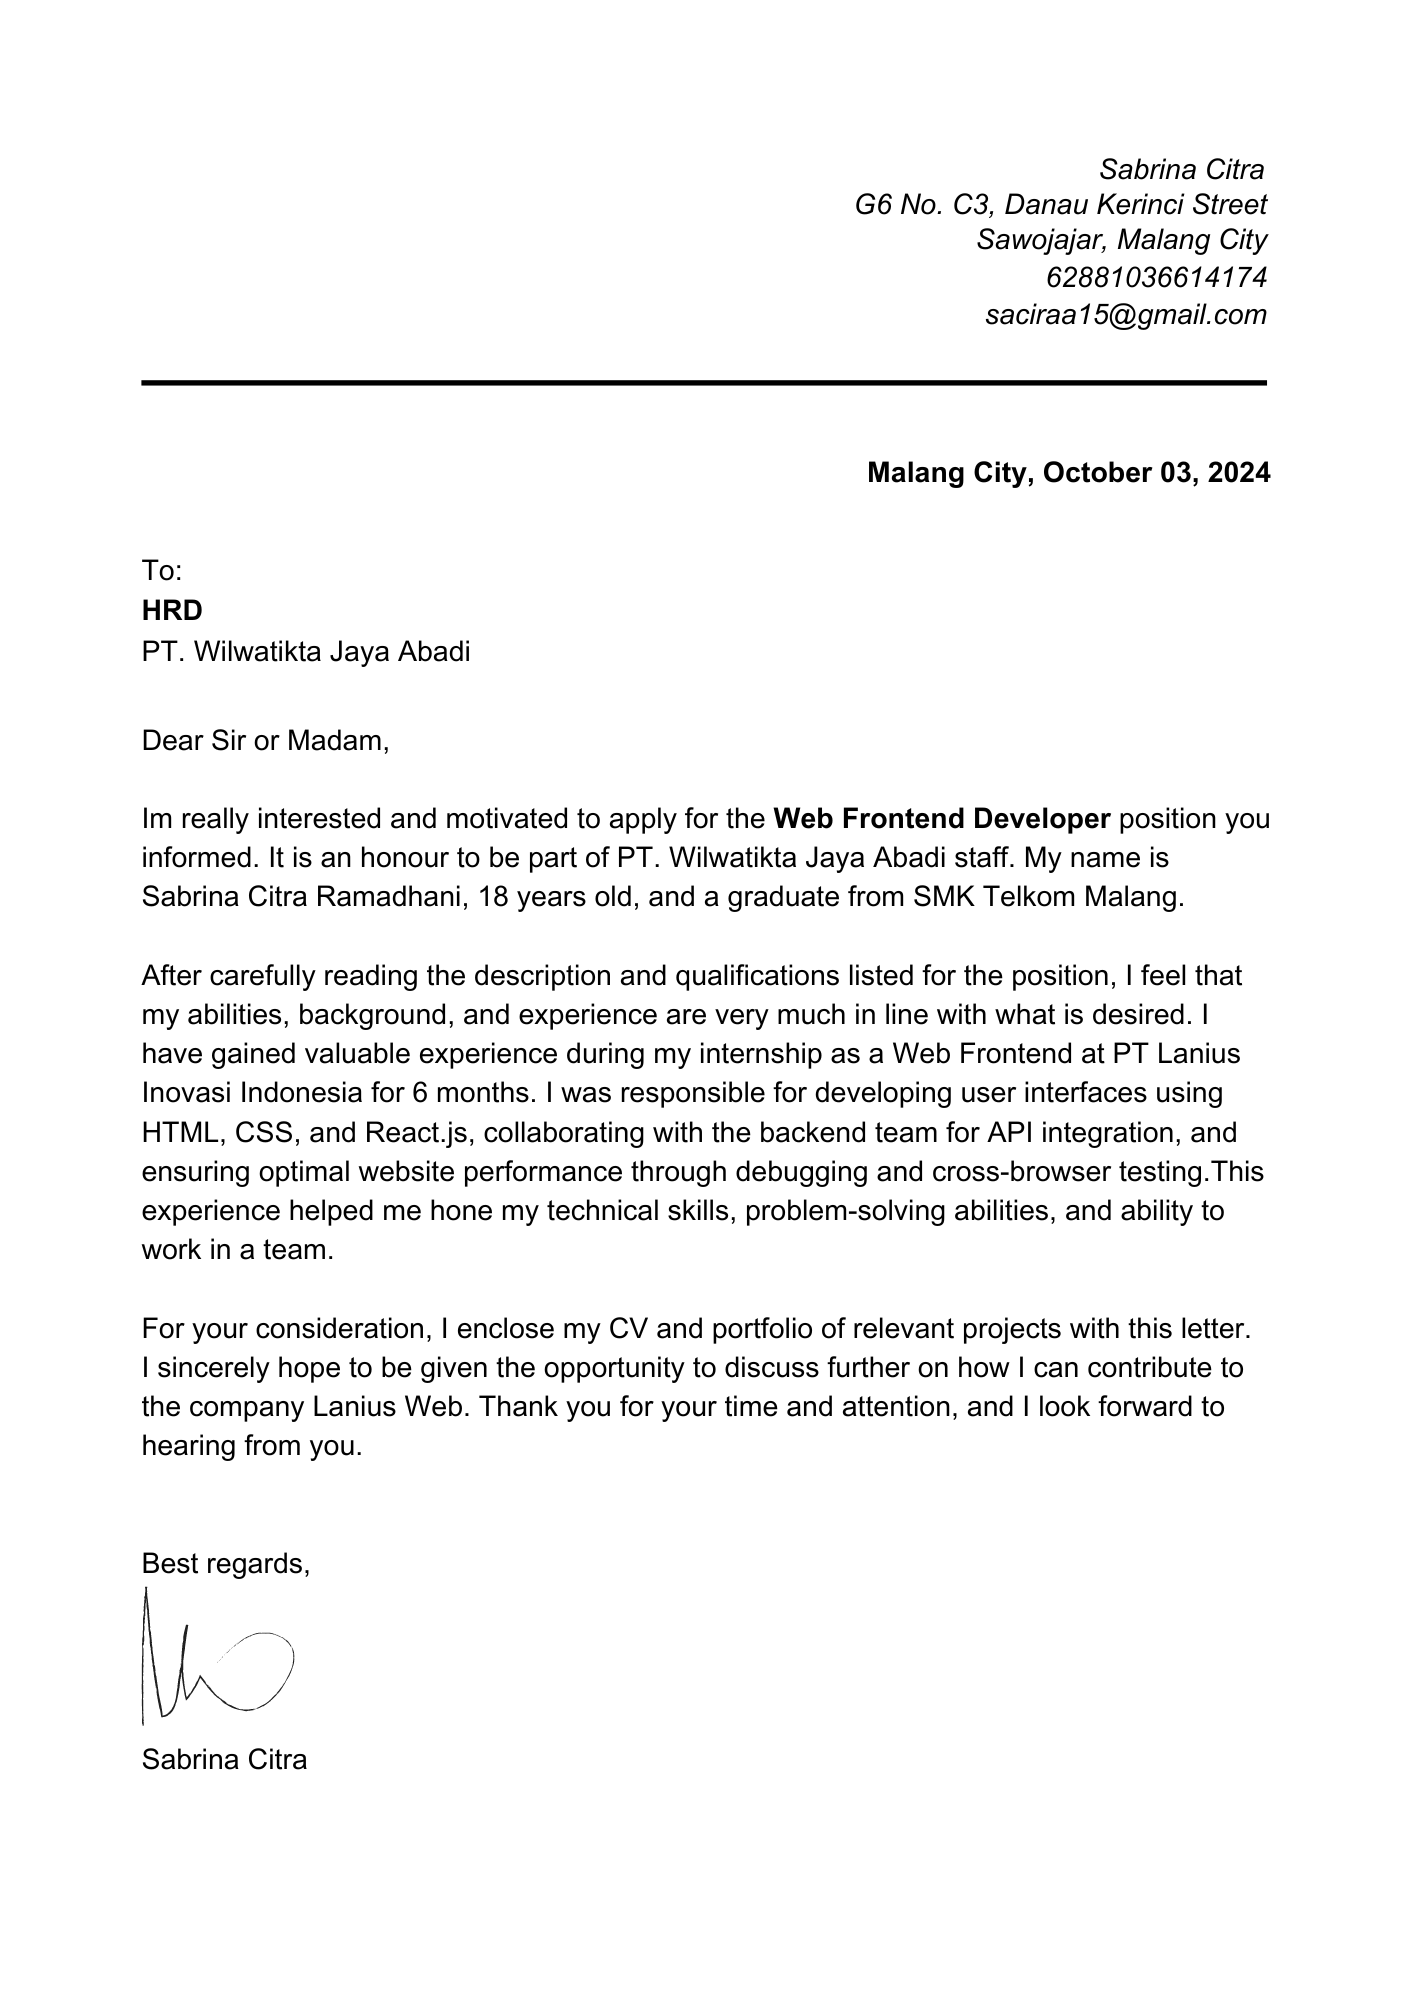 Sabrina Citra
G6 No. C3, Danau Kerinci Street
Sawojajar, Malang City
62881036614174
saciraa15@gmail.com
Malang City, October 03, 2024
To:
HRD
PT. Wilwatikta Jaya Abadi
Dear Sir or Madam,
Im really interested and motivated to apply for the Web Frontend Developer position you
informed. It is an honour to be part of PT. Wilwatikta Jaya Abadi staff. My name is
Sabrina Citra Ramadhani, 18 years old, and a graduate from SMK Telkom Malang.
After carefully reading the description and qualifications listed for the position, I feel that
my abilities, background, and experience are very much in line with what is desired. I
have gained valuable experience during my internship as a Web Frontend at PT Lanius
Inovasi Indonesia for 6 months. I was responsible for developing user interfaces using
HTML, CSS, and React.js, collaborating with the backend team for API integration, and
ensuring optimal website performance through debugging and cross-browser testing.This
experience helped me hone my technical skills, problem-solving abilities, and ability to
work in a team.
For your consideration, I enclose my CV and portfolio of relevant projects with this letter.
I sincerely hope to be given the opportunity to discuss further on how I can contribute to
the company Lanius Web. Thank you for your time and attention, and I look forward to
hearing from you.
Best regards,
Sabrina Citra